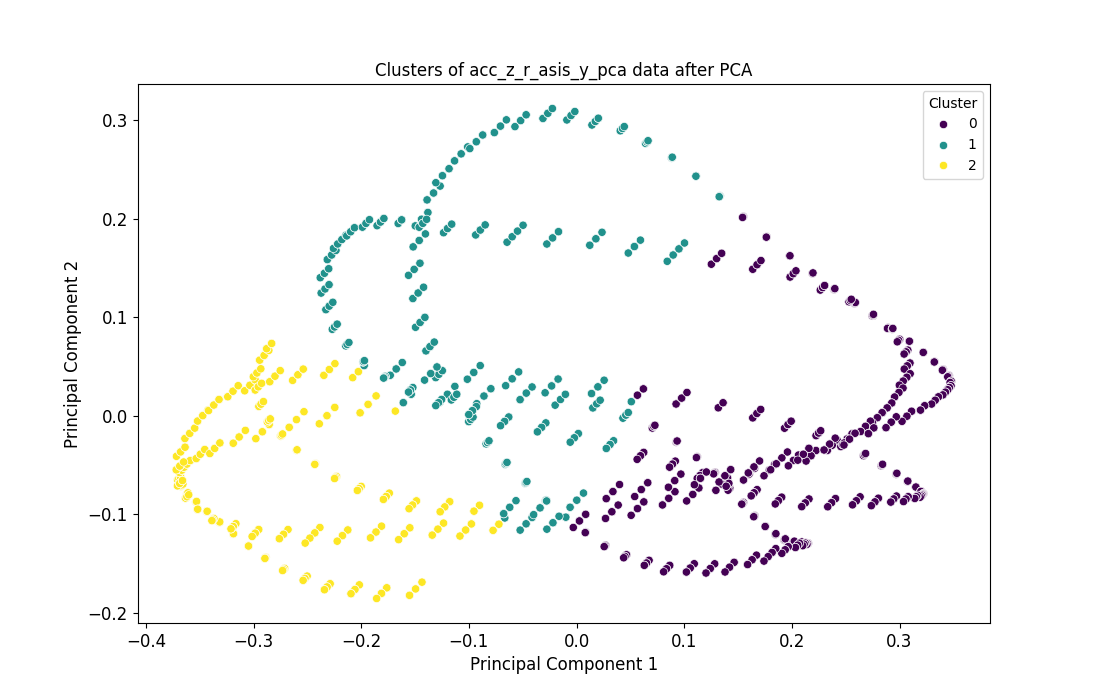 Clusters of acc_z_r_asis_y_pca data after PCA
Cluster
0
1
2
0.3
0.2
0.1
0.0
−0.1
−0.2
Principal Component 2
−0.4 −0.3 −0.2 −0.1 0.0 0.1 0.2 0.3
Principal Component 1